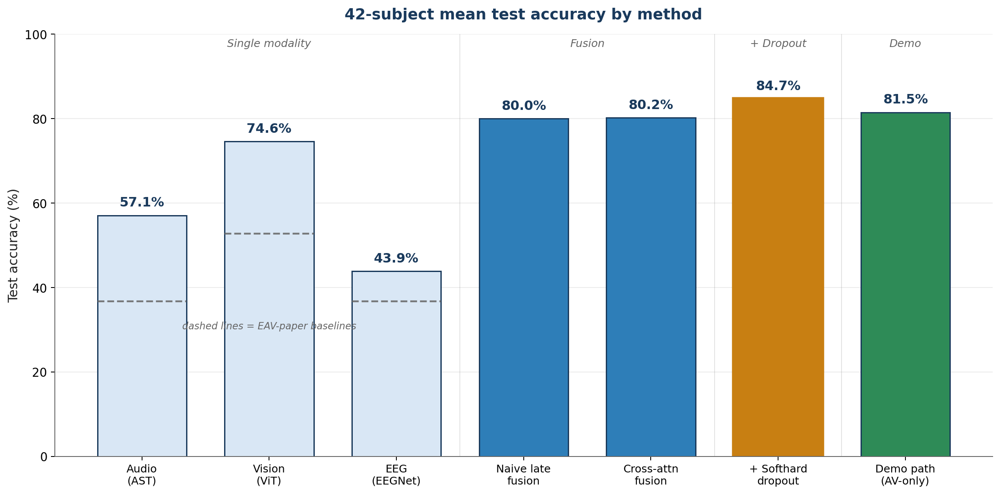 42-subject mean test accuracy by method
Single modality
Fusion
+ Dropout
Demo
Test accuracy (%)
100
80
60
40
20
0
57.1%
74.6%
43.9%
80.0%
80.2%
84.7%
81.5%
dashed lines = EAV-paper baselines
Audio
(AST)
Vision
(ViT)
EEG
(EEGNet)
Naive late
fusion
Cross-attn
fusion
+ Softhard
dropout
Demo path
(AV-only)